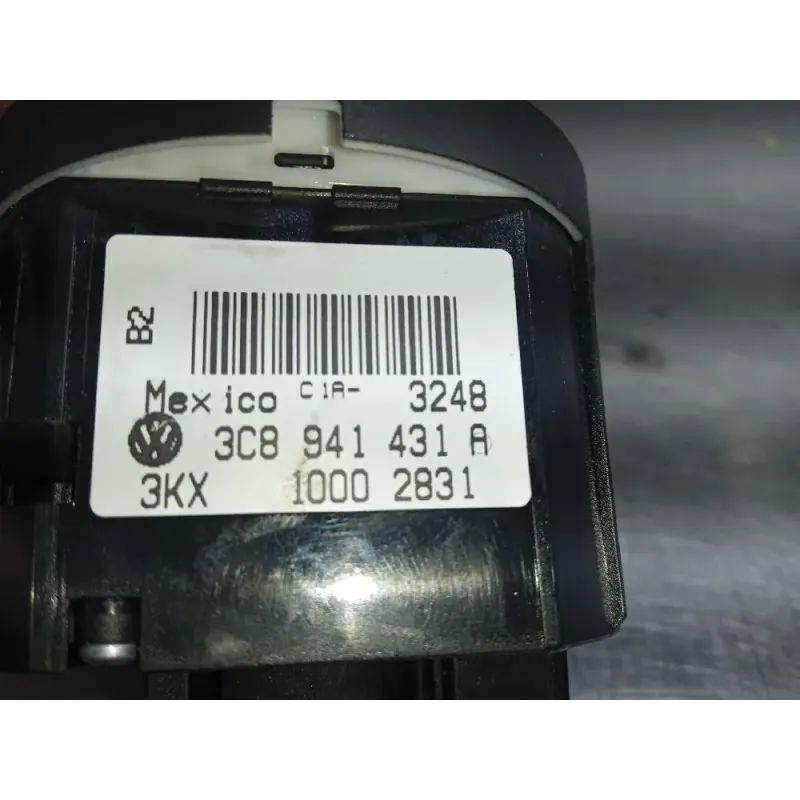 B2
Mexico C1A- 3248
3C8 941 431 A
3KX 1000 2831